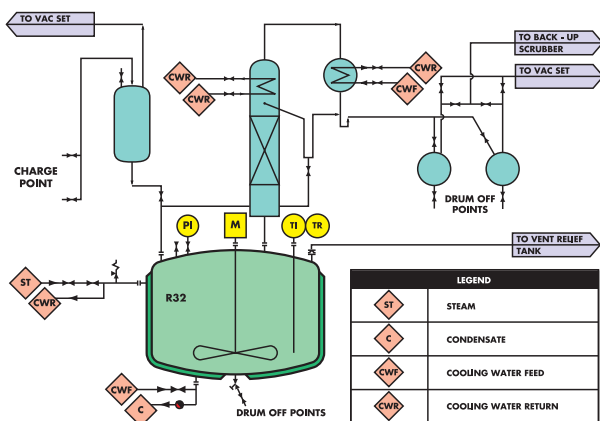 TO VAC SET
TO BACK - UP
SCRUBBER
TO VAC SET
CWR
CWR
CWR
CWF
CHARGE
POINT
DRUM OFF
POINTS
PI
M
TI
TR
TO VENT RELIEF
TANK
ST
CWR
R32
CWF
C
DRUM OFF POINTS
LEGEND
ST
STEAM
C
CONDENSATE
CWF
COOLING WATER FEED
CWR
COOLING WATER RETURN